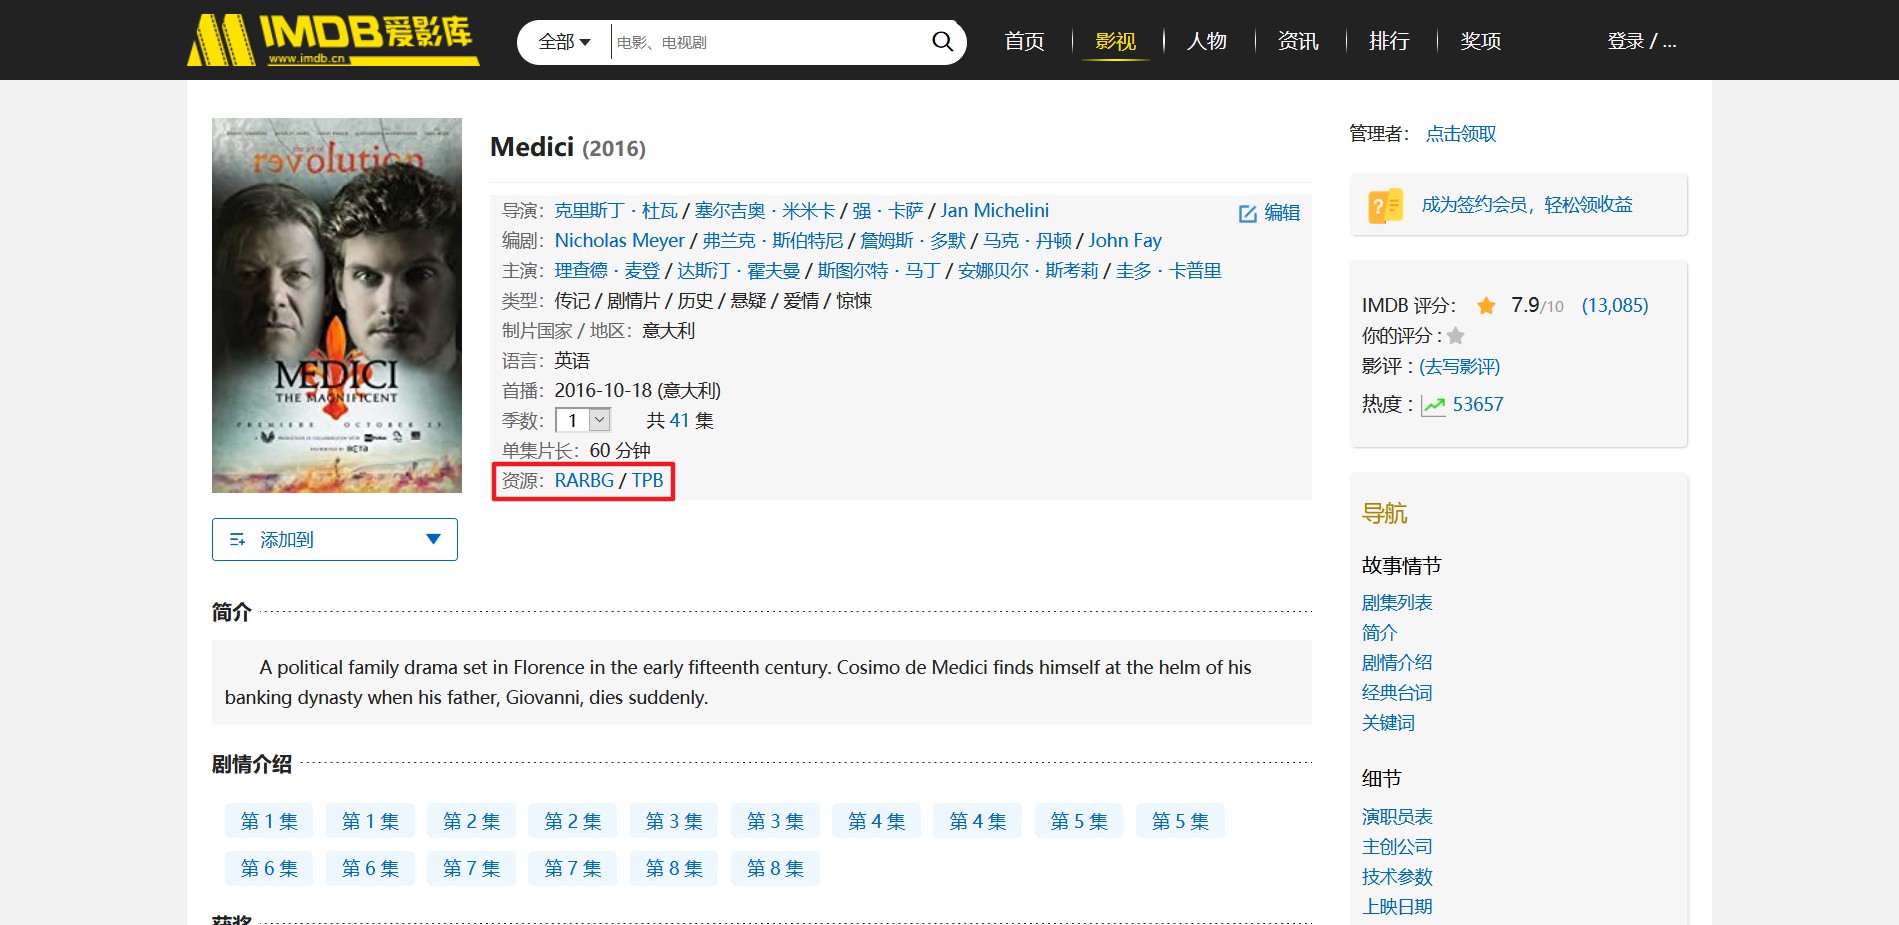 IMDB爱影库
www.imdb.cn
全部 电影、电视剧
首页 影视 人物 资讯 排行 奖项 登录 / ...
revolution
MEDICI
THE MAGNIFICENT
PREMIERE OCTOBER 23
添加到
Medici (2016)
导演: 克里斯丁 · 杜瓦 / 塞尔吉奥 · 米米卡 / 强 · 卡萨 / Jan Michelini
编辑
编剧: Nicholas Meyer / 弗兰克 · 斯伯特尼 / 詹姆斯 · 多默 / 马克 · 丹顿 / John Fay
主演: 理查德 · 麦登 / 达斯汀 · 霍夫曼 / 斯图尔特 · 马丁 / 安娜贝尔 · 斯考莉 / 圭多 · 卡普里
类型: 传记 / 剧情片 / 历史 / 悬疑 / 爱情 / 惊悚
制片国家 / 地区: 意大利
语言: 英语
首播: 2016-10-18 (意大利)
季数: 1 共 41 集
单集片长: 60 分钟
资源: RARBG / TPB
简介
A political family drama set in Florence in the early fifteenth century. Cosimo de Medici finds himself at the helm of his
banking dynasty when his father, Giovanni, dies suddenly.
剧情介绍
第 1 集 第 1 集 第 2 集 第 2 集 第 3 集 第 3 集 第 4 集 第 4 集 第 5 集 第 5 集
第 6 集 第 6 集 第 7 集 第 7 集 第 8 集 第 8 集
获奖
管理者: 点击领取
成为签约会员，轻松领收益
IMDB 评分: 7.9/10 (13,085)
你的评分 :
影评 : (去写影评)
热度 : 53657
导航
故事情节
剧集列表
简介
剧情介绍
经典台词
关键词
细节
演职员表
主创公司
技术参数
上映日期